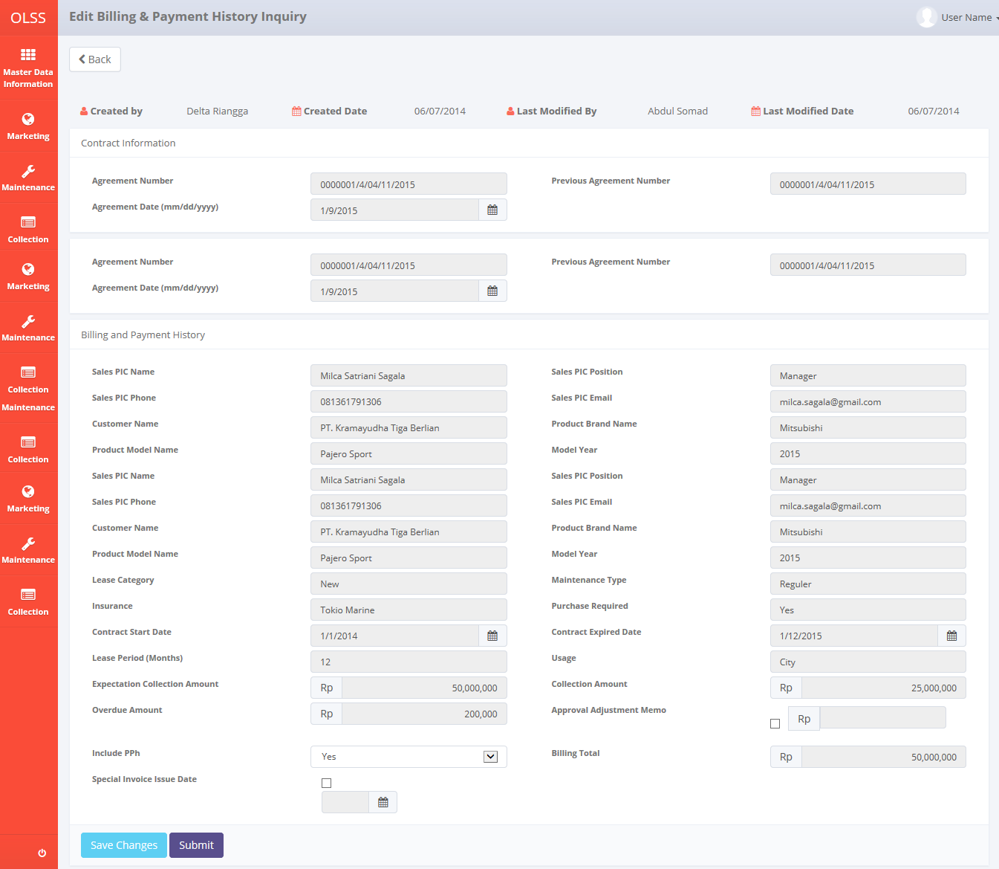 OLSS
Edit Billing & Payment History Inquiry
User Name
Master Data
Information
Marketing
Maintenance
Collection
Marketing
Maintenance
Collection
Maintenance
Collection
Marketing
Maintenance
Collection
Back
Created by Delta Riangga Created Date 06/07/2014 Last Modified By Abdul Somad Last Modified Date 06/07/2014
Contract Information
Agreement Number 0000001/4/04/11/2015 Previous Agreement Number 0000001/4/04/11/2015
Agreement Date (mm/dd/yyyy) 1/9/2015
Agreement Number 0000001/4/04/11/2015 Previous Agreement Number 0000001/4/04/11/2015
Agreement Date (mm/dd/yyyy) 1/9/2015
Billing and Payment History
Sales PIC Name Milca Satriani Sagala Sales PIC Position Manager
Sales PIC Phone 081361791306 Sales PIC Email milca.sagala@gmail.com
Customer Name PT. Kramayudha Tiga Berlian Product Brand Name Mitsubishi
Product Model Name Pajero Sport Model Year 2015
Sales PIC Name Milca Satriani Sagala Sales PIC Position Manager
Sales PIC Phone 081361791306 Sales PIC Email milca.sagala@gmail.com
Customer Name PT. Kramayudha Tiga Berlian Product Brand Name Mitsubishi
Product Model Name Pajero Sport Model Year 2015
Lease Category New Maintenance Type Reguler
Insurance Tokio Marine Purchase Required Yes
Contract Start Date 1/1/2014 Contract Expired Date 1/12/2015
Lease Period (Months) 12 Usage City
Expectation Collection Amount Rp 50,000,000 Collection Amount Rp 25,000,000
Overdue Amount Rp 200,000 Approval Adjustment Memo Rp
Include PPh Yes Billing Total Rp 50,000,000
Special Invoice Issue Date
Save Changes Submit